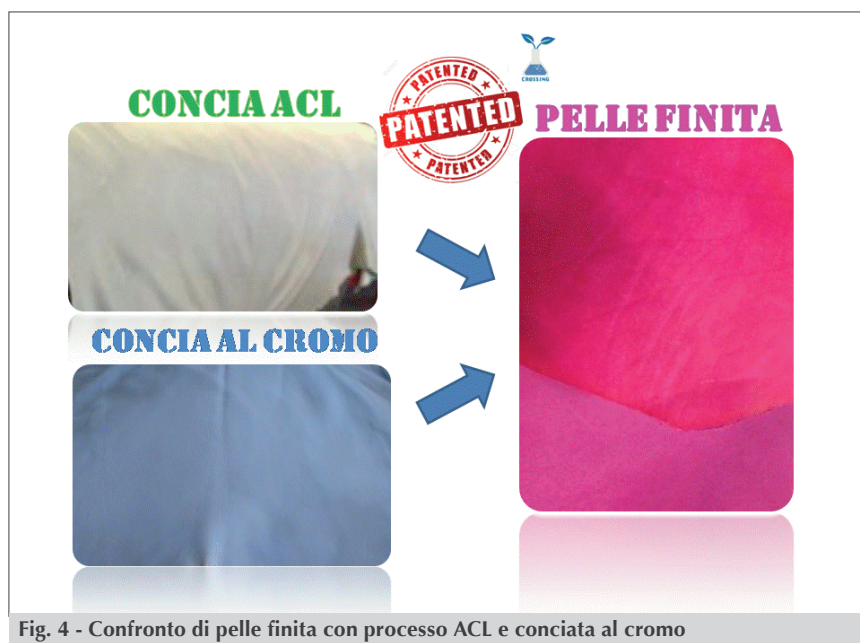 CONCIA ACL
PATENTED
PATENTED
PATENTED
CROSSING
PELLE FINITA
CONCIA AL CROMO
Fig. 4 - Confronto di pelle finita con processo ACL e conciata al cromo